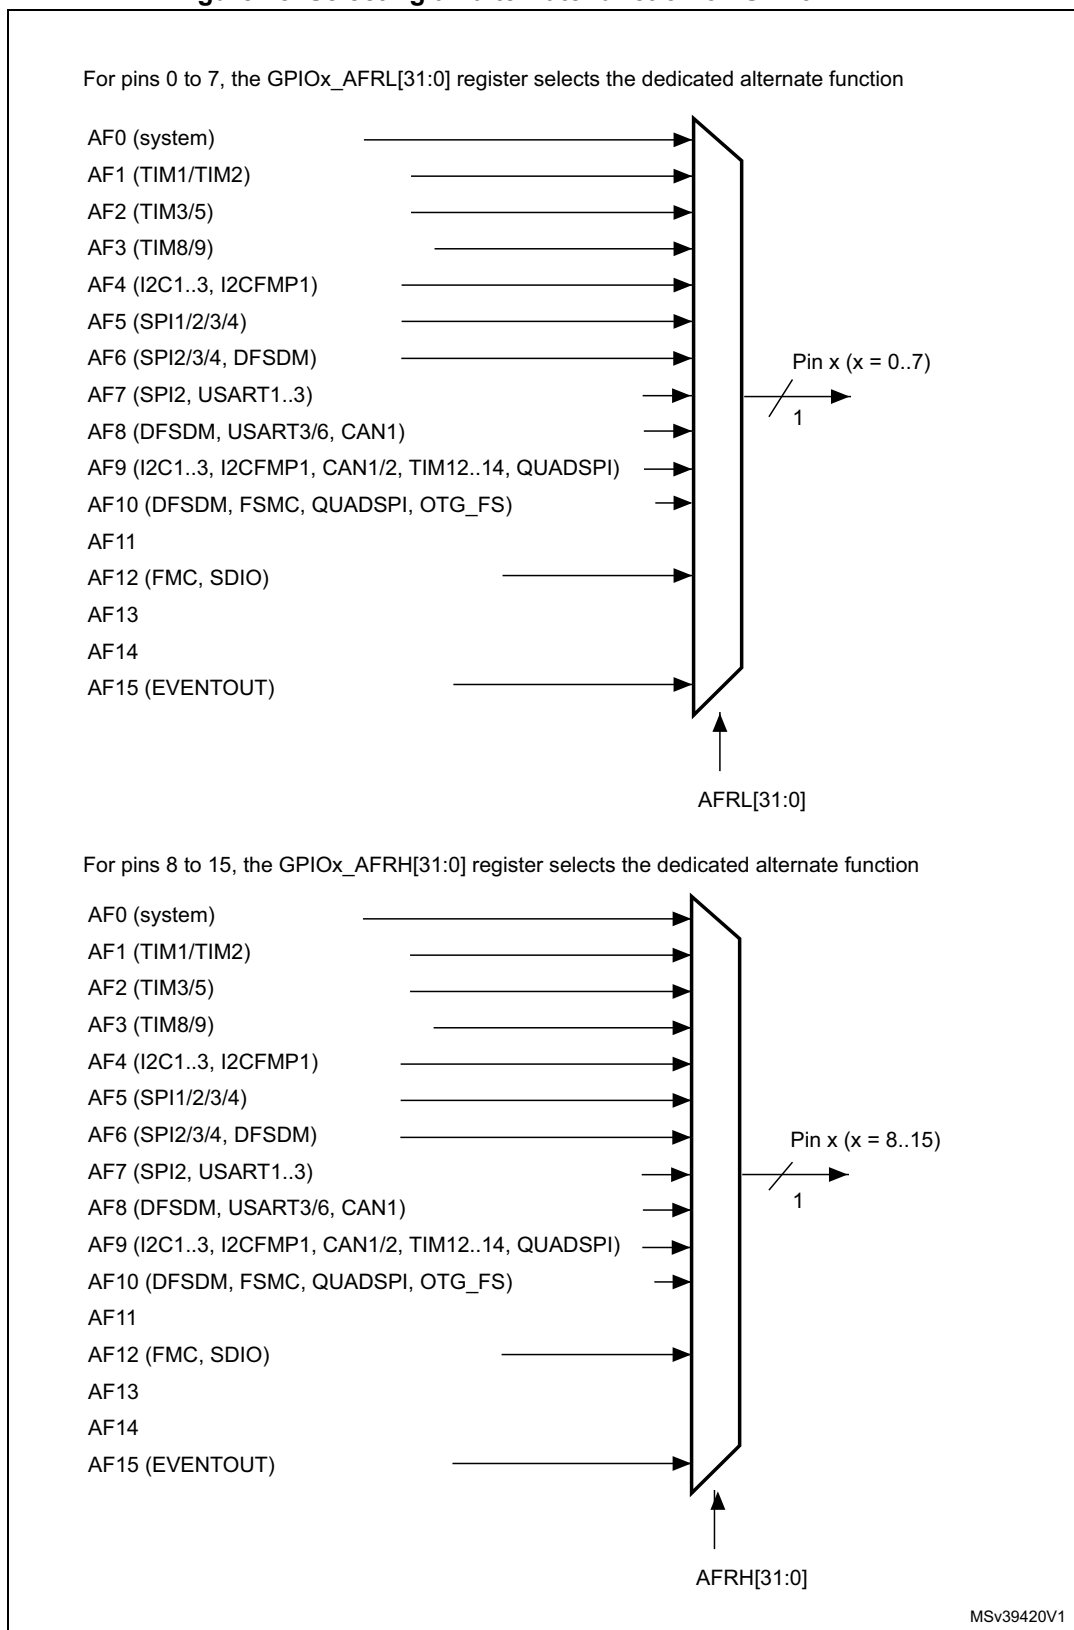 For pins 0 to 7, the GPIOx_AFRL[31:0] register selects the dedicated alternate function
AF0 (system)
AF1 (TIM1/TIM2)
AF2 (TIM3/5)
AF3 (TIM8/9)
AF4 (I2C1..3, I2CFMP1)
AF5 (SPI1/2/3/4)
AF6 (SPI2/3/4, DFSDM)
Pin x (x = 0..7)
AF7 (SPI2, USART1..3)
1
AF8 (DFSDM, USART3/6, CAN1)
AF9 (I2C1..3, I2CFMP1, CAN1/2, TIM12..14, QUADSPI)
AF10 (DFSDM, FSMC, QUADSPI, OTG_FS)
AF11
AF12 (FMC, SDIO)
AF13
AF14
AF15 (EVENTOUT)
AFRL[31:0]
For pins 8 to 15, the GPIOx_AFRH[31:0] register selects the dedicated alternate function
AF0 (system)
AF1 (TIM1/TIM2)
AF2 (TIM3/5)
AF3 (TIM8/9)
AF4 (I2C1..3, I2CFMP1)
AF5 (SPI1/2/3/4)
AF6 (SPI2/3/4, DFSDM)
Pin x (x = 8..15)
AF7 (SPI2, USART1..3)
1
AF8 (DFSDM, USART3/6, CAN1)
AF9 (I2C1..3, I2CFMP1, CAN1/2, TIM12..14, QUADSPI)
AF10 (DFSDM, FSMC, QUADSPI, OTG_FS)
AF11
AF12 (FMC, SDIO)
AF13
AF14
AF15 (EVENTOUT)
AFRH[31:0]
MSv39420V1